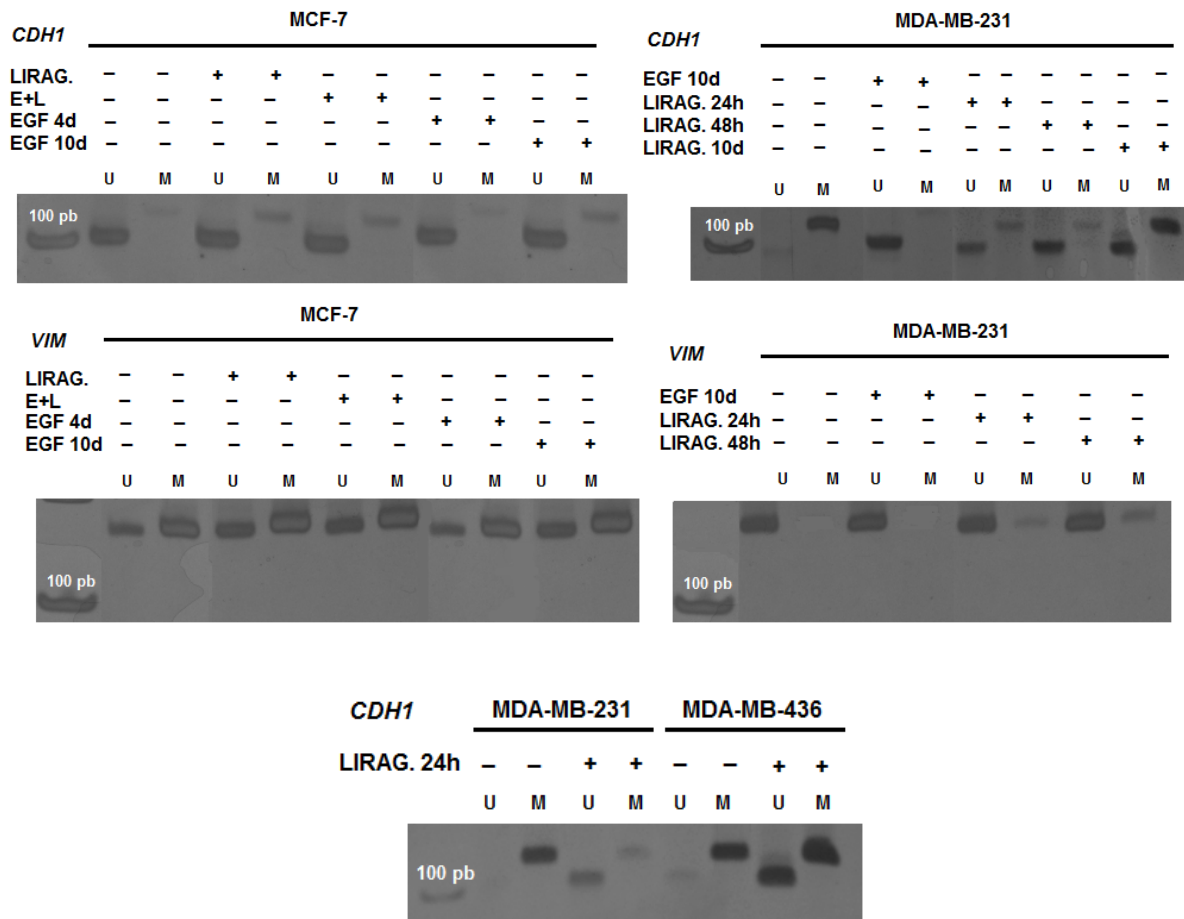 MCF-7
CDH1
LIRAG. – – + + – – – – – –
E+L – – – – + + – – – –
EGF 4d – – – – – – + + – –
EGF 10d – – – – – – – – + +
U M U M U M U M U M
100 pb
MDA-MB-231
CDH1
EGF 10d – – + + – – – – – –
LIRAG. 24h – – – – + + – – – –
LIRAG. 48h – – – – – – + + – –
LIRAG. 10d – – – – – – – – + +
U M U M U M U M U M
100 pb
MCF-7
VIM
LIRAG. – – + + – – – – – –
E+L – – – – + + – – – –
EGF 4d – – – – – – + + – –
EGF 10d – – – – – – – – + +
U M U M U M U M U M
100 pb
MDA-MB-231
VIM
EGF 10d – – + + – – – –
LIRAG. 24h – – – – + + – –
LIRAG. 48h – – – – – – + +
U M U M U M U M
100 pb
CDH1 MDA-MB-231 MDA-MB-436
LIRAG. 24h – – + + – – + +
U M U M U M U M
100 pb